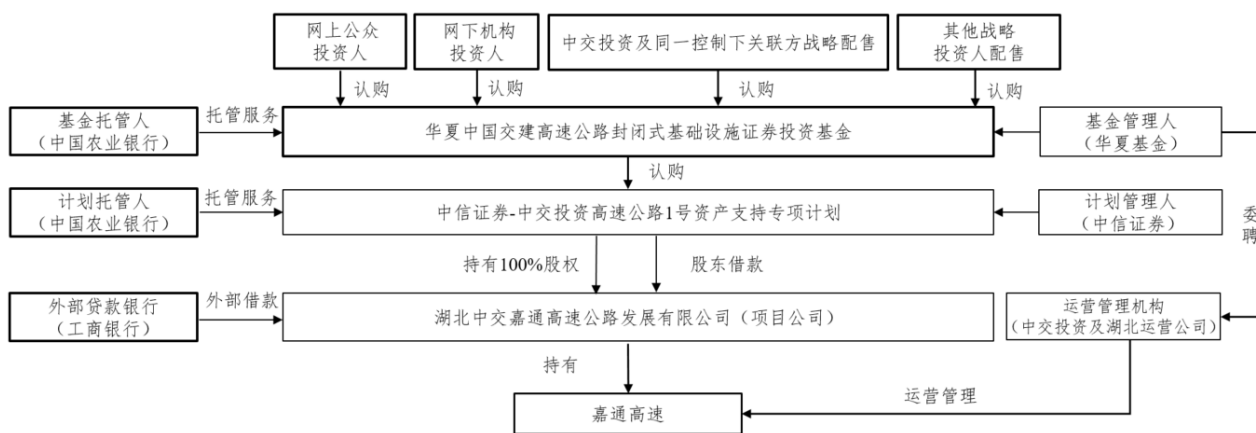 网上公众
投资人
网下机构
投资人
中交投资及同一控制下关联方战略配售
其他战略
投资人配售
认购
认购
认购
认购
基金托管人
（中国农业银行）
托管服务
华夏中国交建高速公路封闭式基础设施证券投资基金
基金管理人
（华夏基金）
认购
计划托管人
（中国农业银行）
托管服务
中信证券-中交投资高速公路1号资产支持专项计划
计划管理人
（中信证券）
委
聘
持有100%股权
股东借款
外部贷款银行
（工商银行）
外部借款
湖北中交嘉通高速公路发展有限公司（项目公司）
运营管理机构
（中交投资及湖北运营公司）
持有
运营管理
嘉通高速